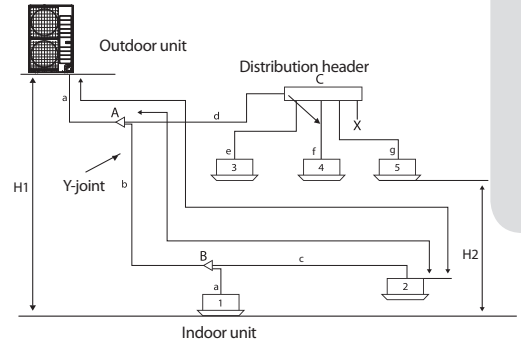 Outdoor unit
Distribution header
C
a
A
d
X
e
f
g
3
4
5
H1
Y-joint
b
H2
B
c
2
a
1
Indoor unit